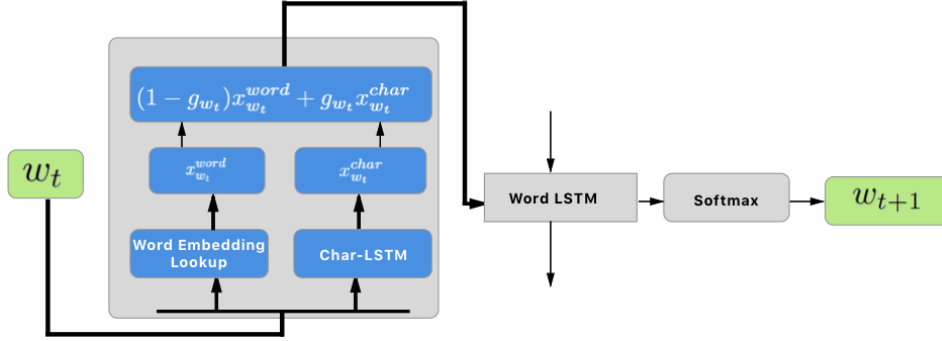 (1 - g_{w_t})x_{w_t}^{word} + g_{w_t}x_{w_t}^{char}
w_t
x_{w_t}^{word}
x_{w_t}^{char}
Word Embedding
Lookup
Char-LSTM
Word LSTM
Softmax
w_{t+1}